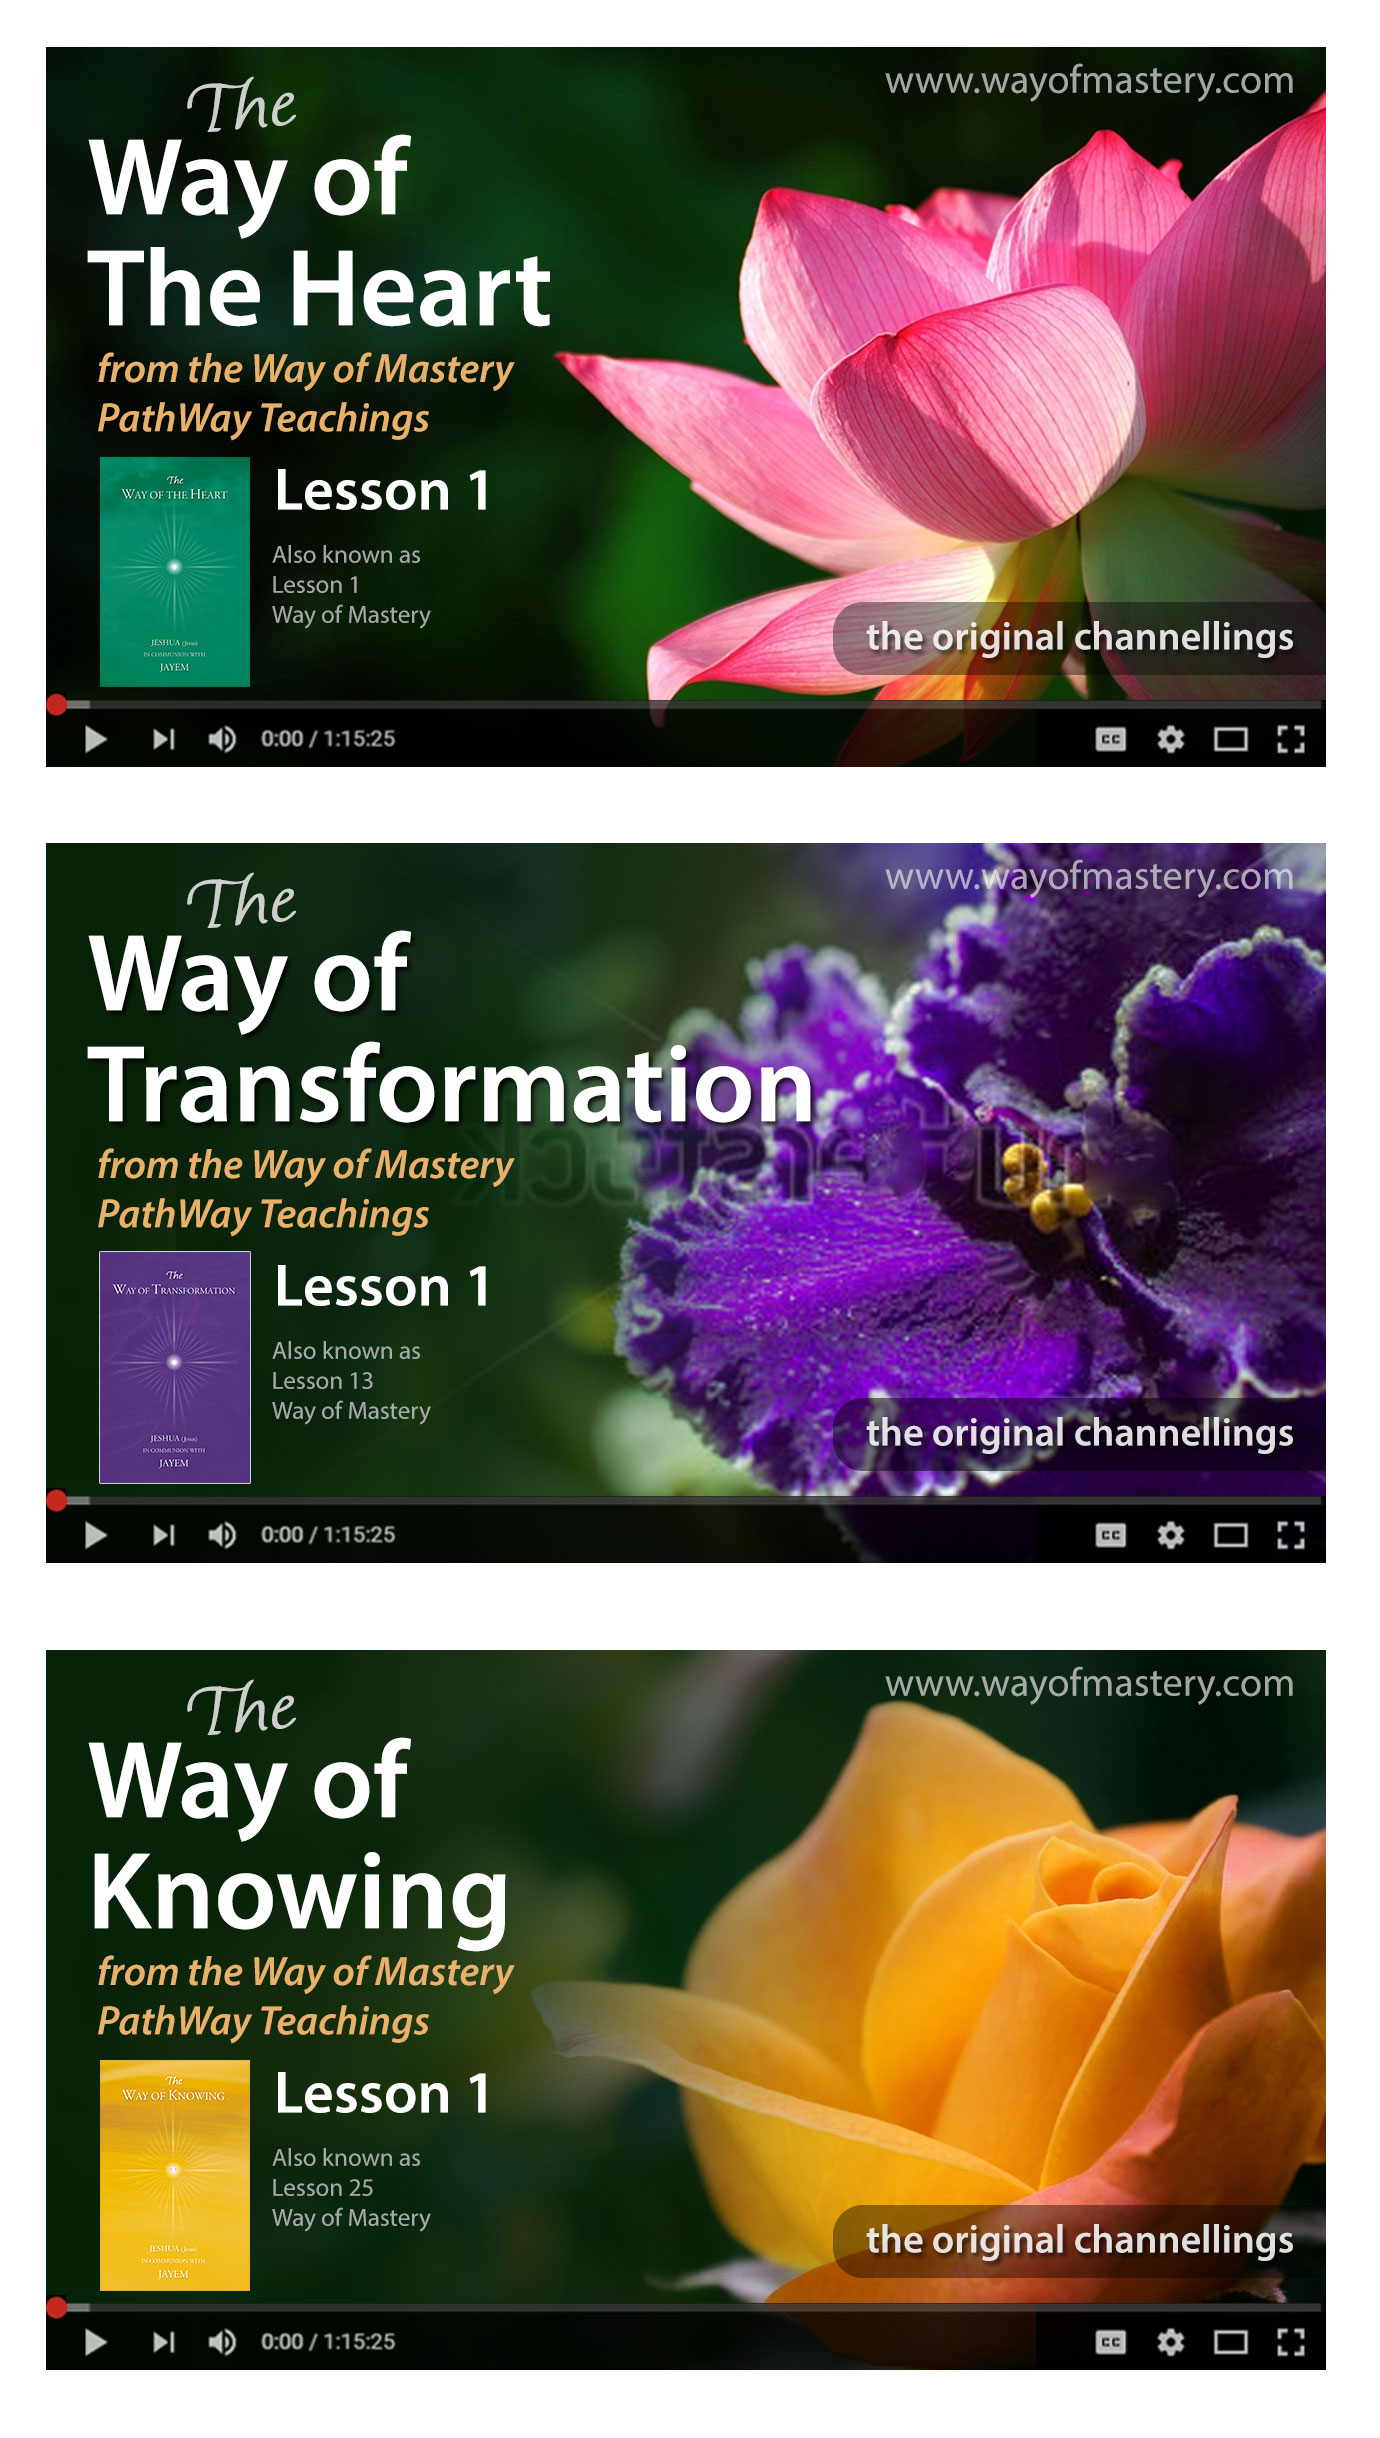 The
www.wayofmastery.com
Way of
The Heart
from the Way of Mastery
PathWay Teachings
The
WAY OF THE HEART
JESHUA (Jesus)
IN COMMUNION WITH
JAYEM
Lesson 1
Also known as
Lesson 1
Way of Mastery
the original channellings
0:00 / 1:15:25
CC
The
www.wayofmastery.com
Way of
Transformation
from the Way of Mastery
PathWay Teachings
The
WAY OF TRANSFORMATION
JESHUA (Jesus)
IN COMMUNION WITH
JAYEM
Lesson 1
Also known as
Lesson 13
Way of Mastery
the original channellings
0:00 / 1:15:25
CC
The
www.wayofmastery.com
Way of
Knowing
from the Way of Mastery
PathWay Teachings
The
WAY OF KNOWING
JESHUA (Jesus)
IN COMMUNION WITH
JAYEM
Lesson 1
Also known as
Lesson 25
Way of Mastery
the original channellings
0:00 / 1:15:25
CC